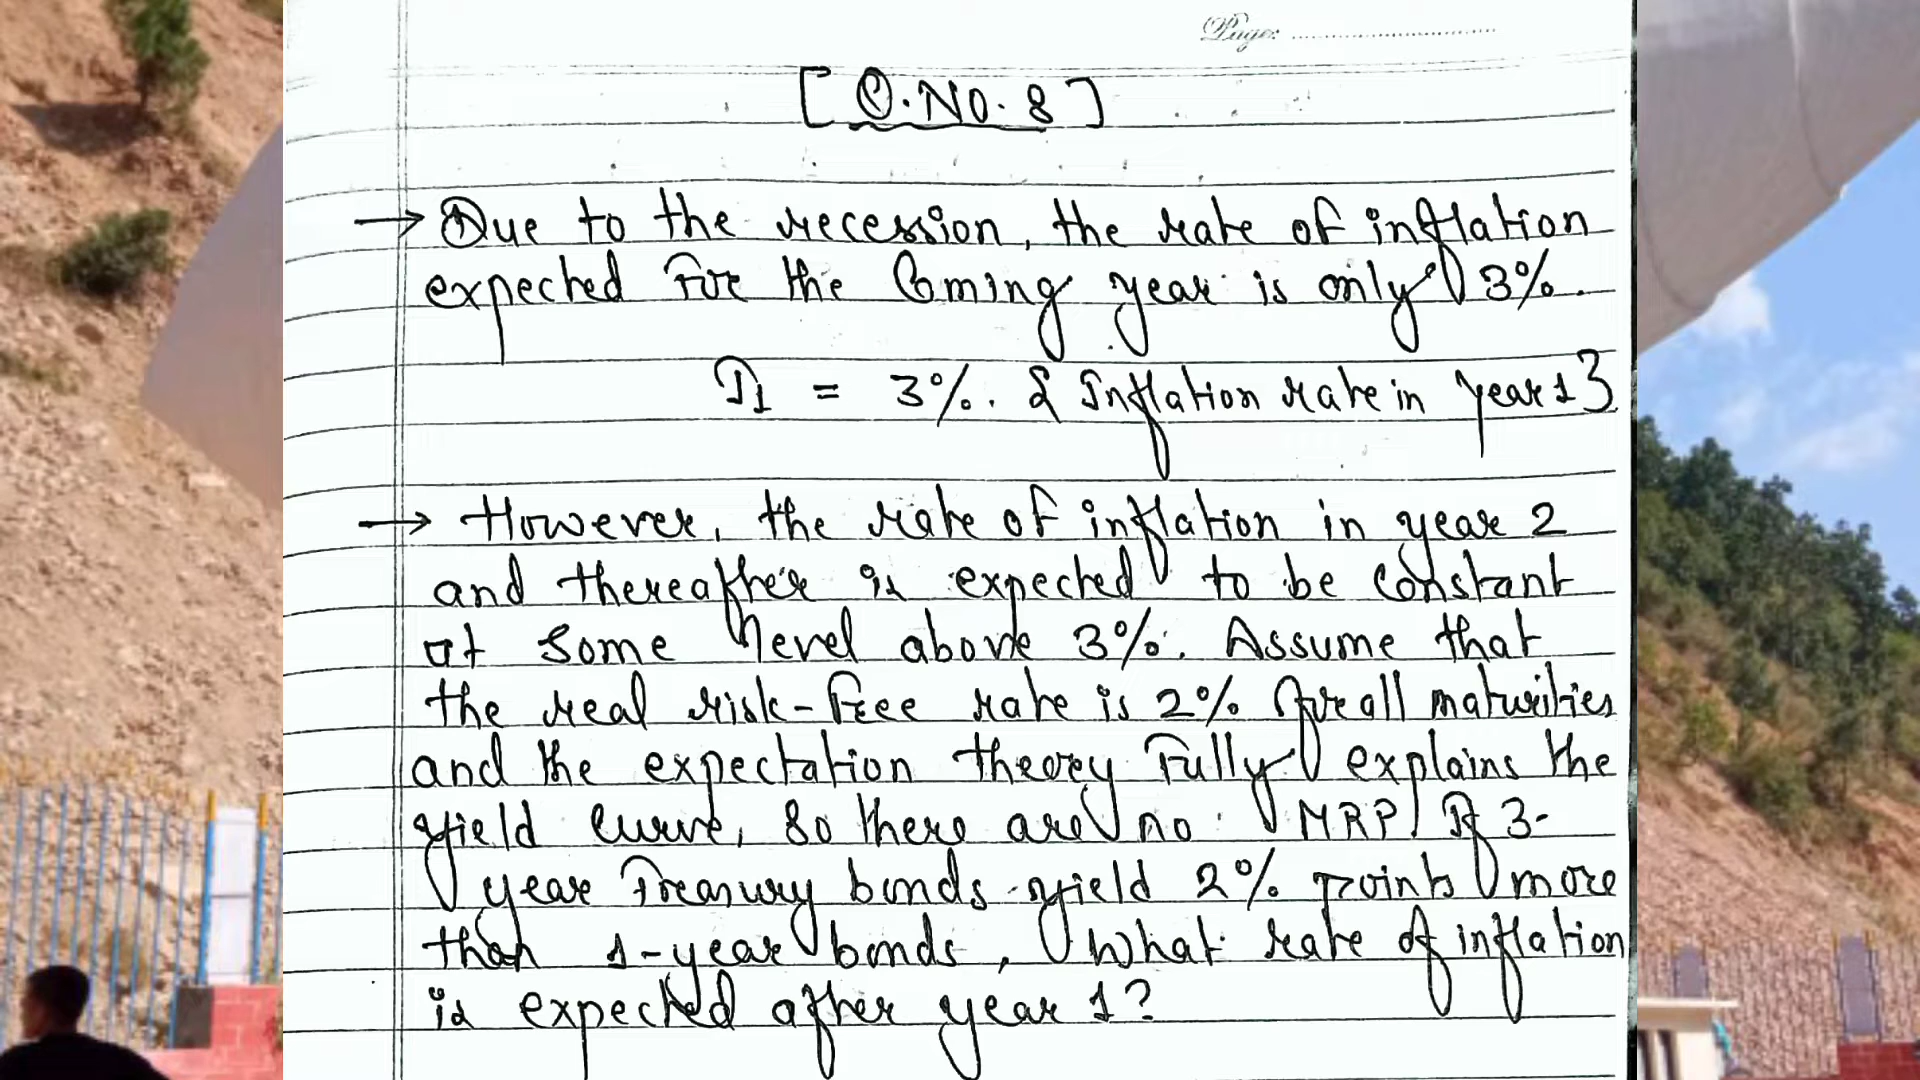 Page: ..............................
[ Q.NO. 8 ]
→ Due to the recession, the rate of inflation
expected for the Coming year is only 3%.
I1 = 3%. { Inflation rate in year 1}
→ However, the rate of inflation in year 2
and thereafter is expected to be constant
at some level above 3%. Assume that
the real risk-free rate is 2% for all maturities
and the expectation theory fully explains the
yield curve, so there are no MRP. If 3-
year Treasury bonds yield 2% points more
than 1-year bonds, What rate of inflation
is expected after year 1?